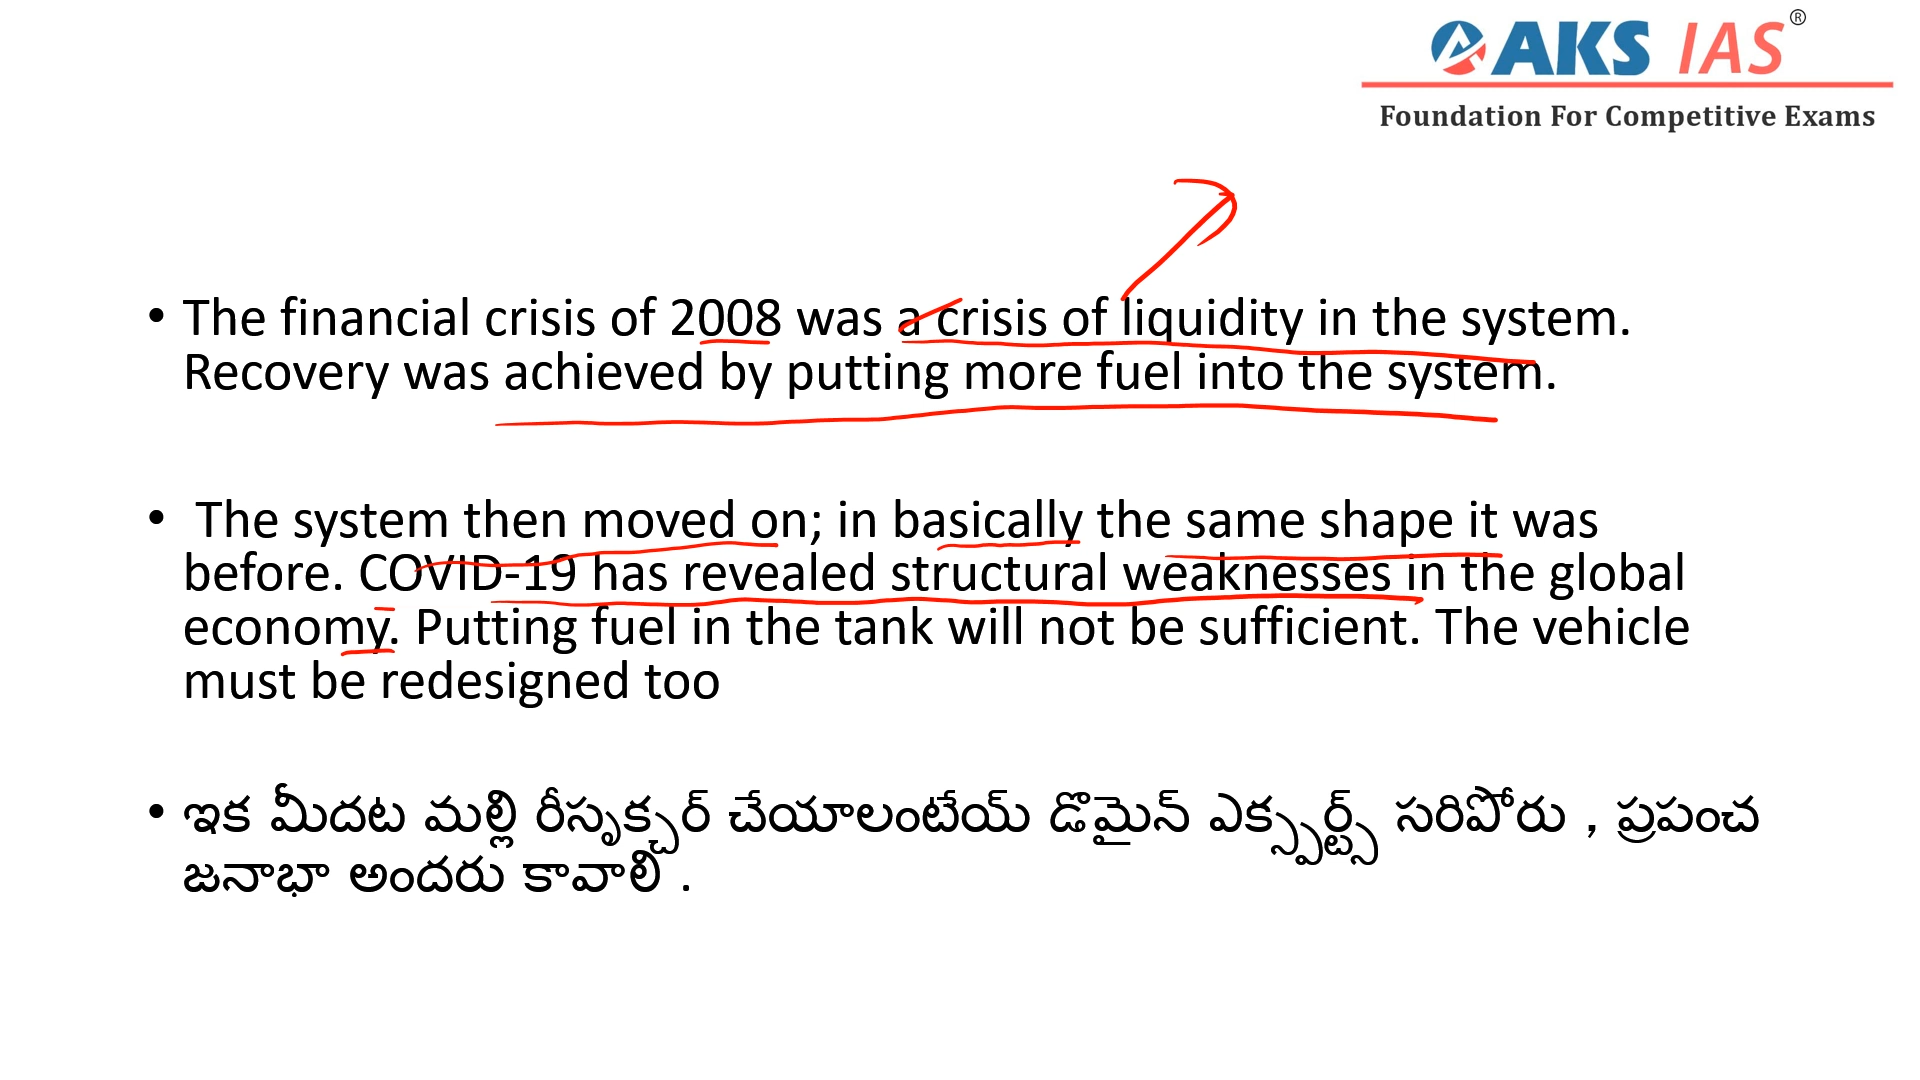 AKS IAS®
Foundation For Competitive Exams
• The financial crisis of 2008 was a crisis of liquidity in the system.
Recovery was achieved by putting more fuel into the system.
• The system then moved on; in basically the same shape it was
before. COVID-19 has revealed structural weaknesses in the global
economy. Putting fuel in the tank will not be sufficient. The vehicle
must be redesigned too
• ఇక మీదట మల్లి రీసృక్చర్ చేయాలంటేయ్ డొమైన్ ఎక్స్పర్ట్స్ సరిపోరు , ప్రపంచ
జనాభా అందరు కావాలి .